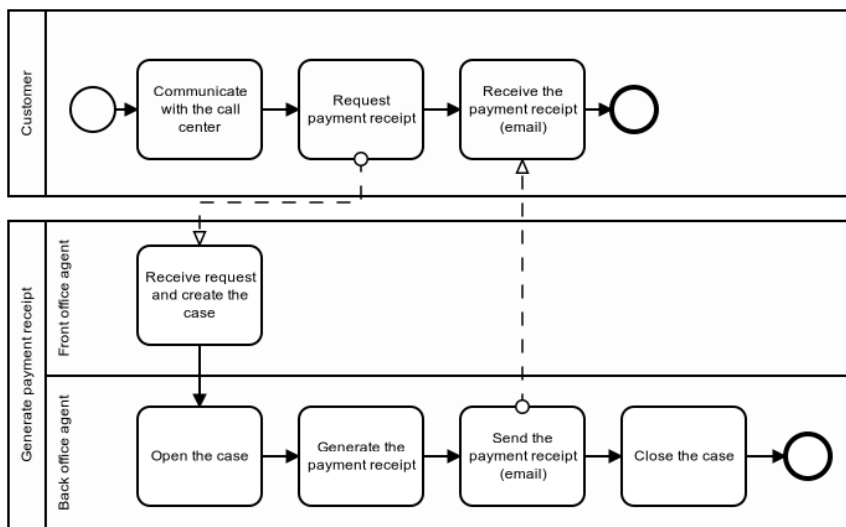 Customer
Communicate
with the call
center
Request
payment receipt
Receive the
payment receipt
(email)
Generate payment receipt
Front office agent
Receive request
and create the
case
Back office agent
Open the case
Generate the
payment receipt
Send the
payment receipt
(email)
Close the case